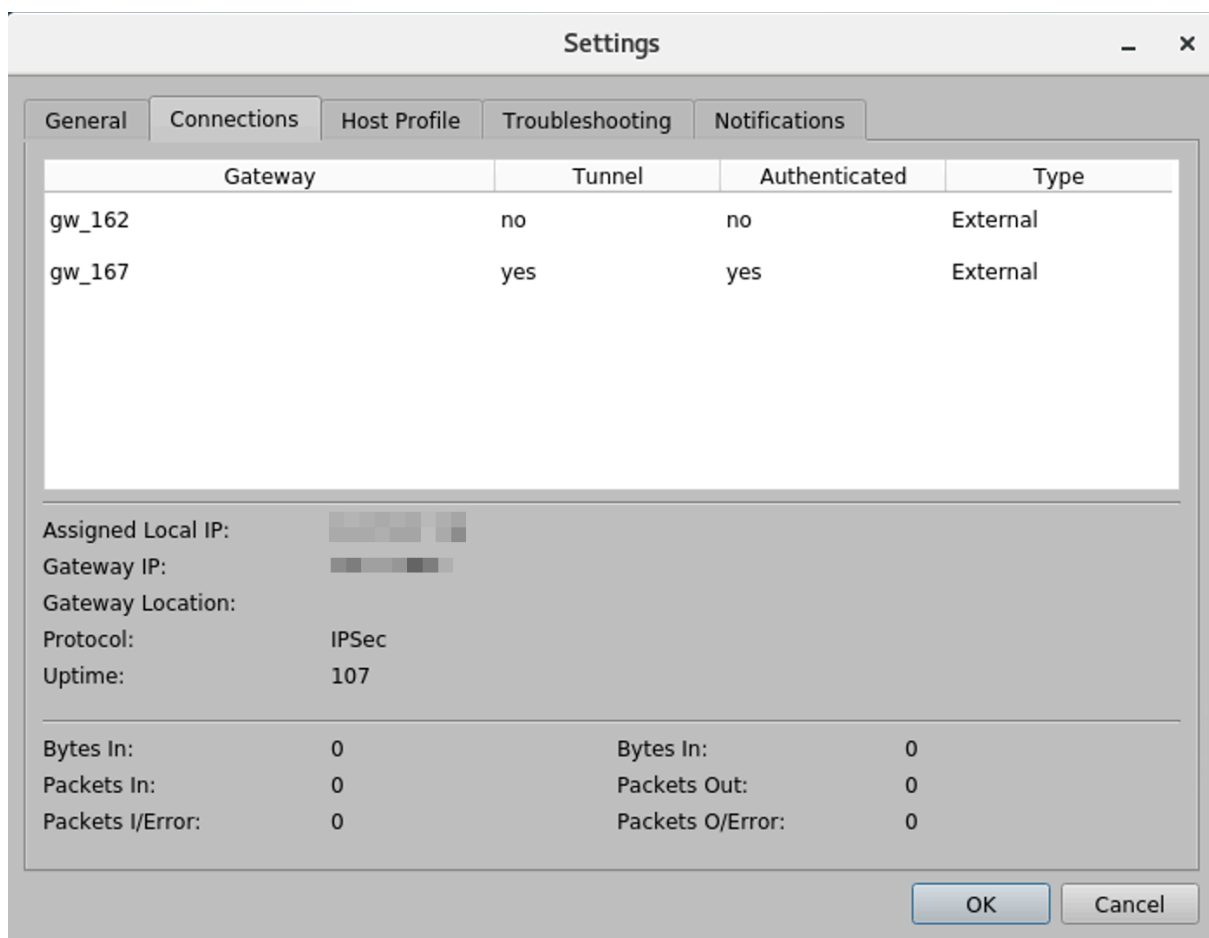 Settings
General Connections Host Profile Troubleshooting Notifications
Gateway Tunnel Authenticated Type
gw_162 no no External
gw_167 yes yes External
Assigned Local IP:
Gateway IP:
Gateway Location:
Protocol: IPSec
Uptime: 107
Bytes In: 0 Bytes In: 0
Packets In: 0 Packets Out: 0
Packets I/Error: 0 Packets O/Error: 0
OK Cancel